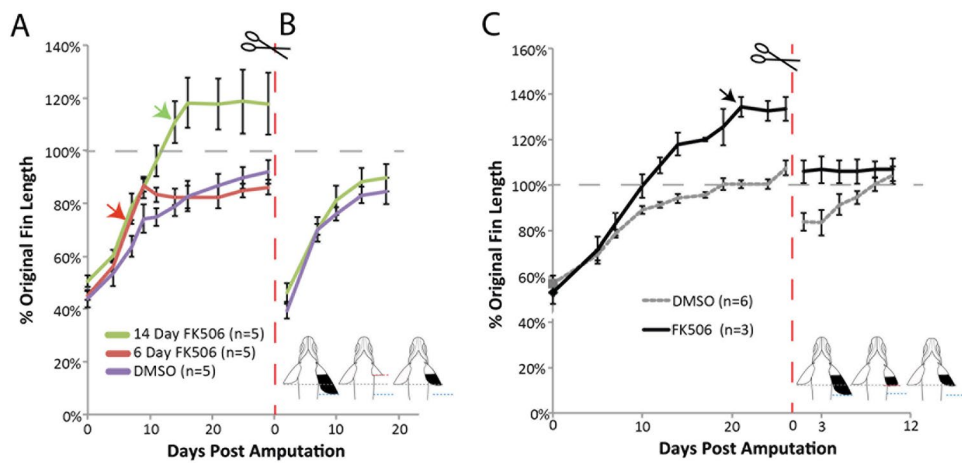 A
B
C
140%
120%
100%
80%
60%
40%
20%
0%
% Original Fin Length
14 Day FK506 (n=5)
6 Day FK506 (n=5)
DMSO (n=5)
0
10
20
0
10
20
Days Post Amputation
160%
140%
120%
100%
80%
60%
40%
20%
0%
% Original Fin Length
DMSO (n=6)
FK506 (n=3)
0
10
20
0
3
12
Days Post Amputation